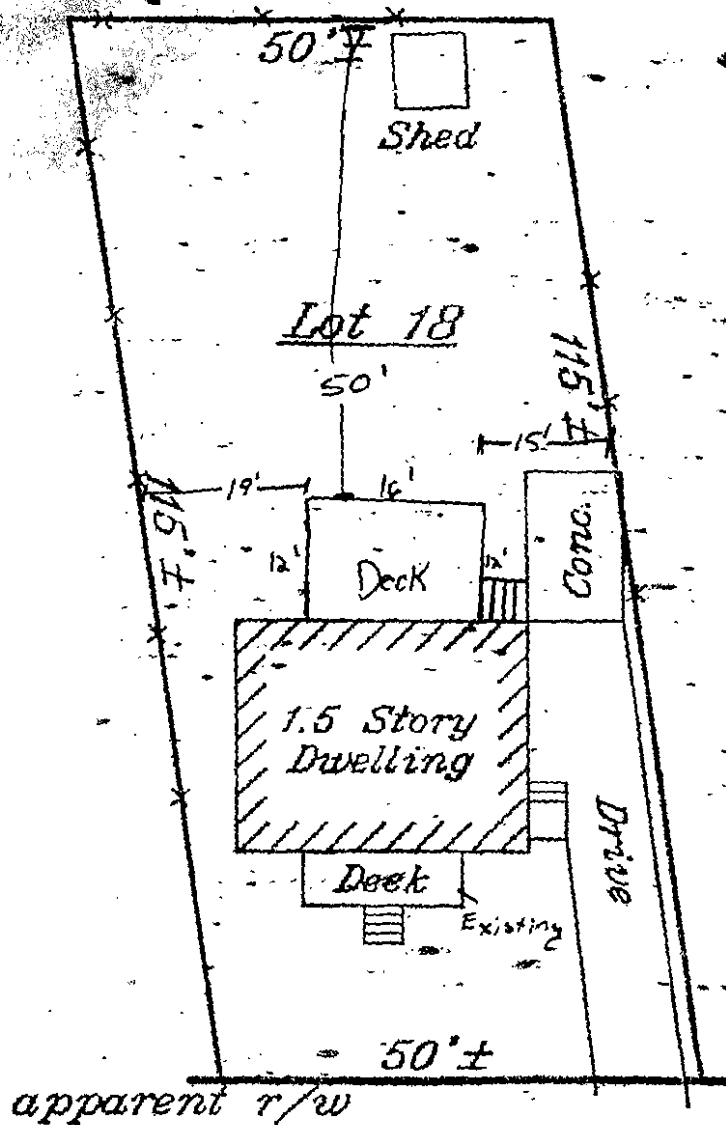 50'±
Shed
Lot 18
50'
115'±
15'
19'
16'
115'±
12'
12'
Deck
Conc.
1.5 Story
Dwelling
Drive
Deck
Existing
50'±
apparent r/w